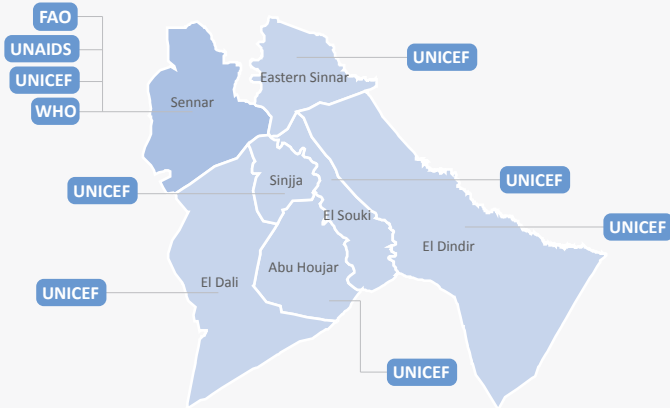 FAO
UNAIDS
UNICEF
WHO
Sennar
Eastern Sinnar
UNICEF
UNICEF
Sinjja
UNICEF
El Souki
UNICEF
El Dindir
Abu Houjar
El Dali
UNICEF
UNICEF